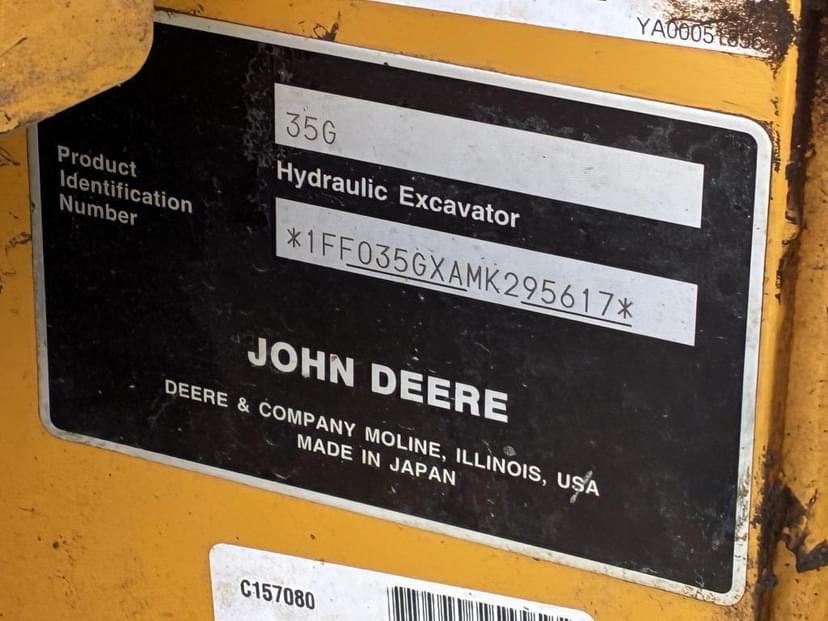 35G
Product
Identification
Number
Hydraulic Excavator
*1FF035GXAMK295617*
JOHN DEERE
DEERE & COMPANY MOLINE, ILLINOIS, USA
MADE IN JAPAN
C157080